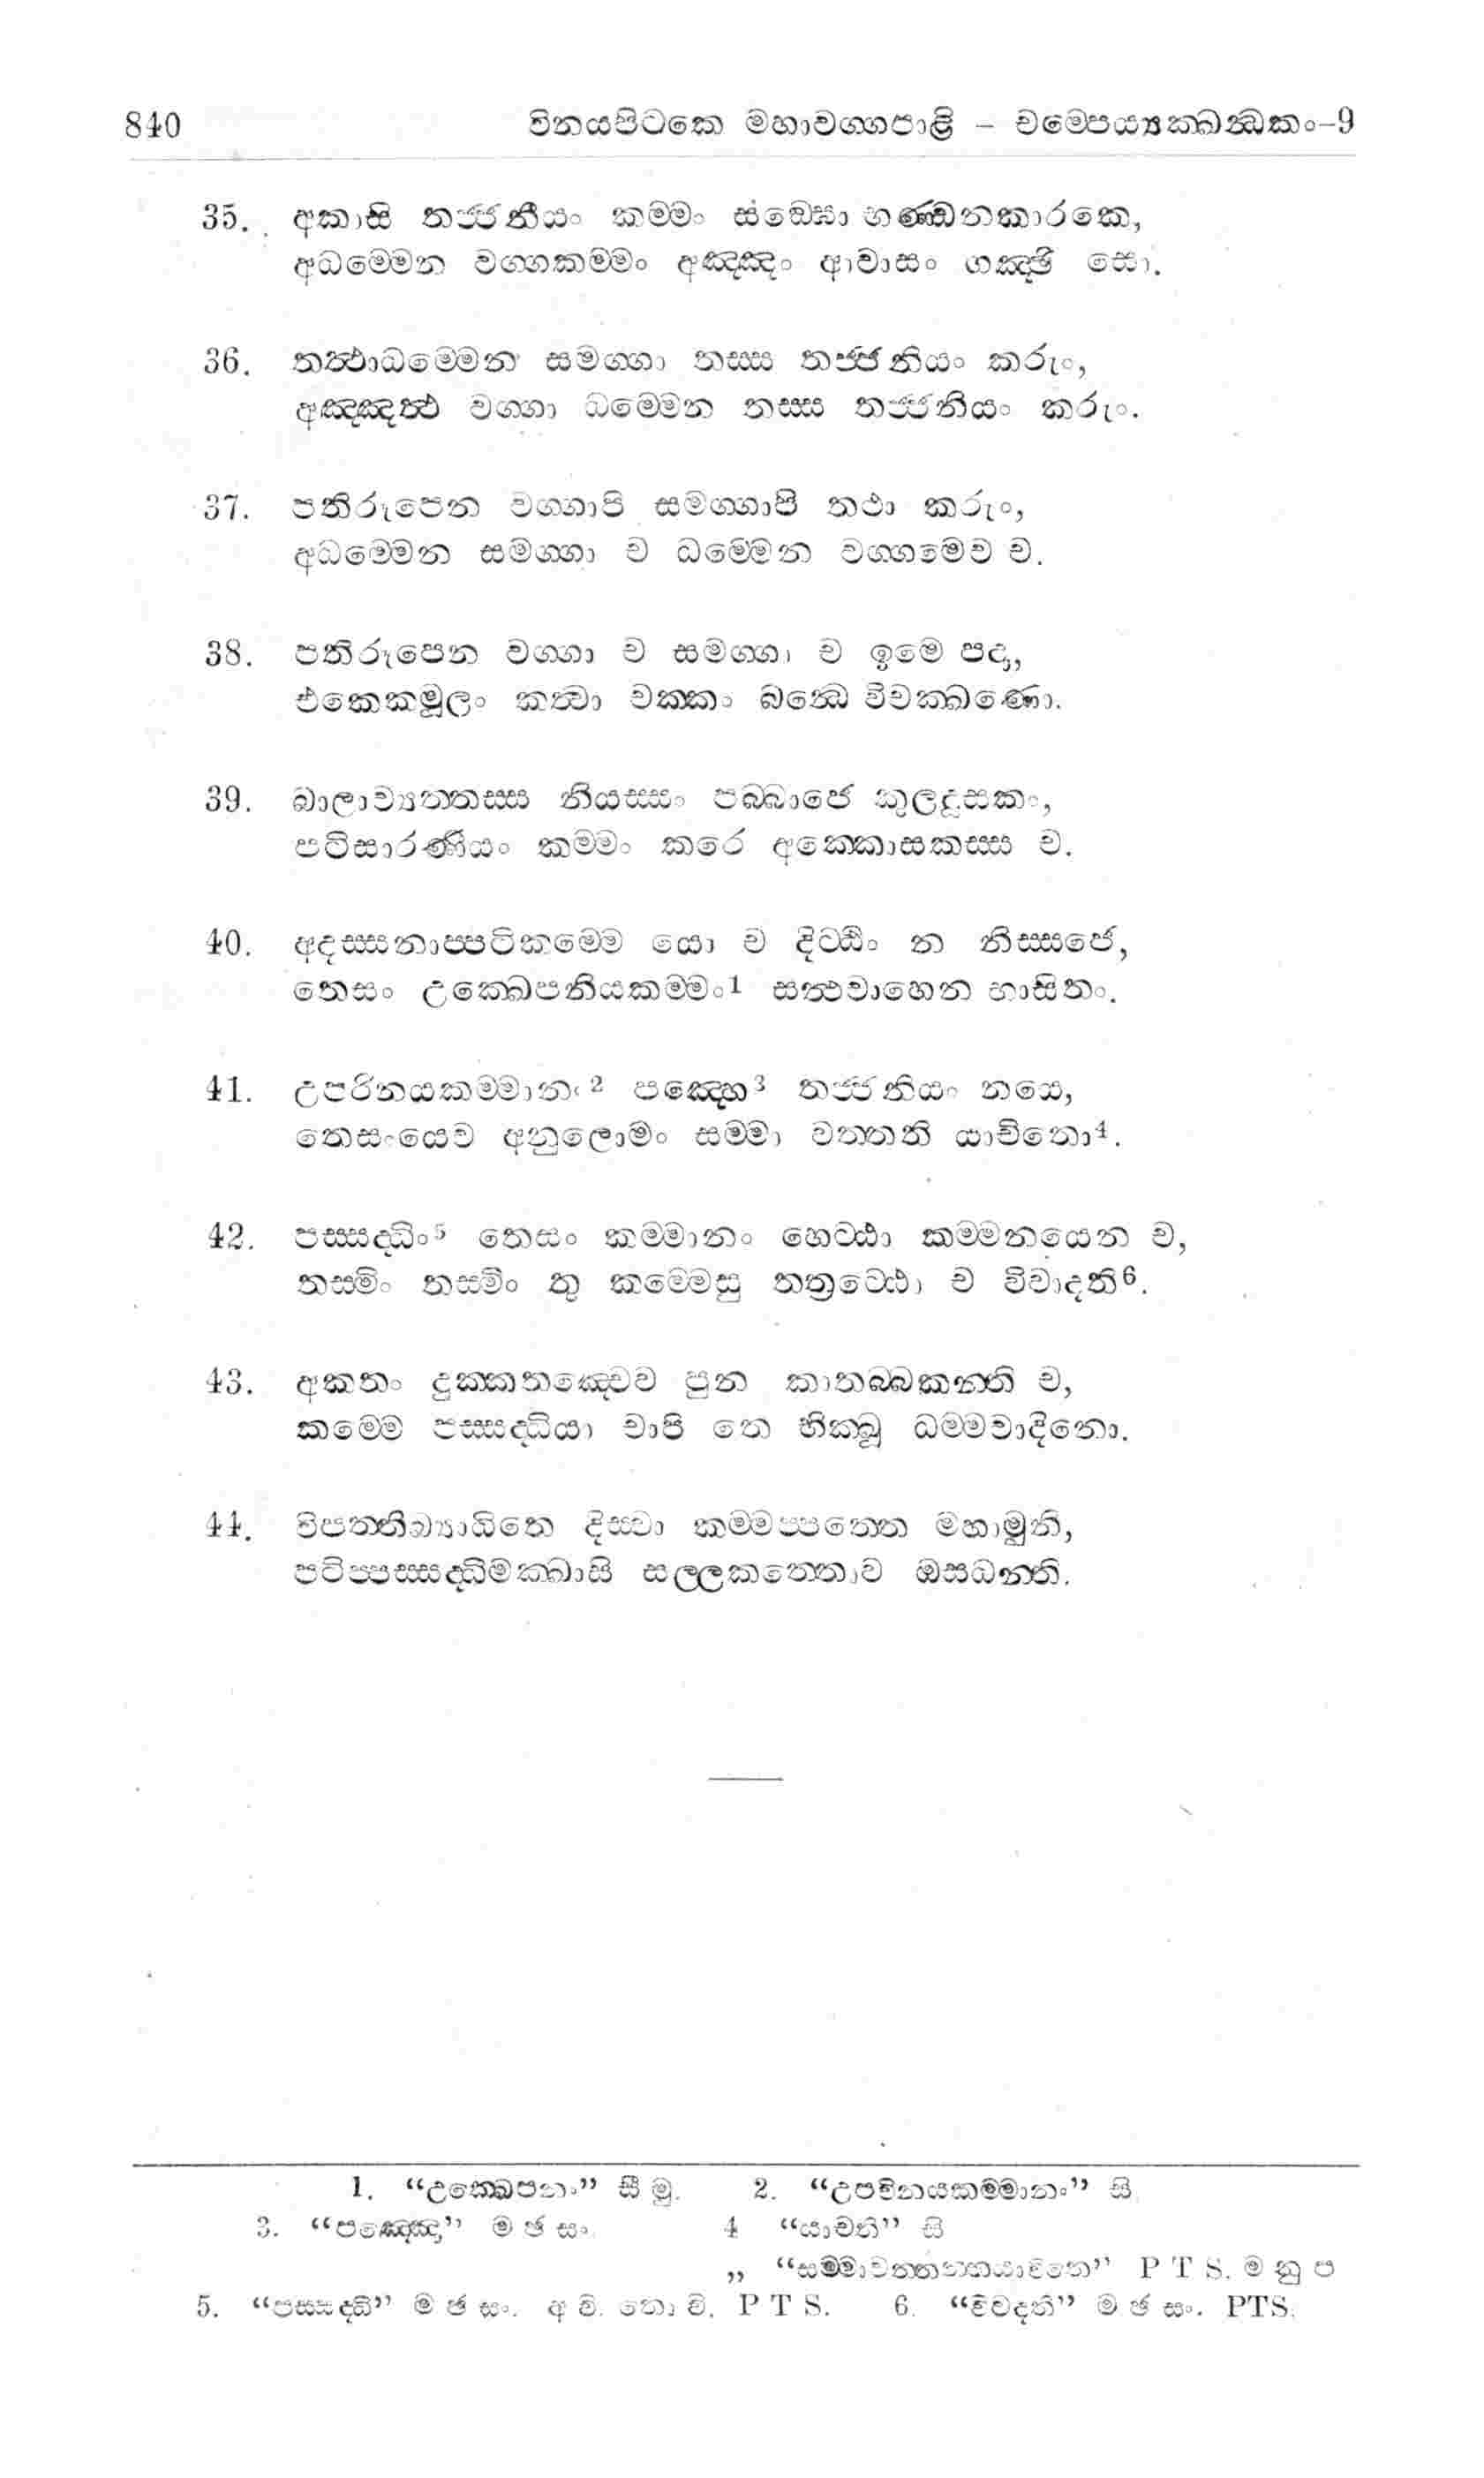 840 විනයපිටකෙ මහාවග්ගපාළි – චම්පෙය්‍යක්ඛන්ධකං–9
35. අකාසි තජ්ජනීයං කම්මං සංඝො භණ්ඩනකාරකෙ,
අධම්මෙන වග්ගකම්මං අඤ්ඤං ආවාසං ගඤ්ඡි සො.
36. තත්ථාධම්මෙන සමග්ගා තස්ස තජ්ජනියං කරුං,
අඤ්ඤත්ථ වග්ගා ධම්මෙන තස්ස තජ්ජනියං කරුං.
37. පතිරූපෙන වග්ගාපි සමග්ගාපි තථා කරුං,
අධම්මෙන සමග්ගා ච ධම්මෙන වග්ගමෙව ච.
38. පතිරූපෙන වග්ගා ච සමග්ගා ච ඉමෙ පදා,
එකෙකමූලං කත්වා චක්කං බන්ධෙ විචක්ඛණො.
39. බාලාව්‍යත්තස්ස නියස්සං පබ්බාජෙ කුලදූසකං,
පටිසාරණීයං කම්මං කරෙ අක්කොසකස්ස ච.
40. අදස්සනාප්පටිකම්මෙ යො ච දිට්ඨිං න නිස්සජෙ,
තෙසං උක්ඛෙපනියකම්මං1 සත්ථවාහෙන භාසිතං.
41. උපරිනයකම්මානං2 පඤ්හෙ3 තජ්ජනියං නයෙ,
තෙසංයෙව අනුලොමං සම්මා වත්තති යාචිතො4.
42. පස්සද්ධිං5 තෙසං කම්මානං හෙට්ඨා කම්මනයෙන ච,
තස්මිං තස්මිං තු කම්මෙසු තත්‍රට්ඨො ච විවාදති6.
43. අකතං දුක්කතඤ්චෙව පුන කාතබ්බකන්ති ච,
කම්මෙ පස්සද්ධියා චාපි තෙ භික්ඛූ ධම්මවාදිනො.
44. විපත්තිබ්‍යාධිතෙ දිස්වා කම්මප්පත්තෙ මහාමුනි,
පටිප්පස්සද්ධිමක්ඛාසි සල්ලකත්තොව ඔසධන්ති.
1. “උක්ඛෙපනං” සී මු. 2. “උපවිනයකම්මානං” සි
3. “පඤ්ඤෙ” ම ඡ සං. 4 “යාචති” සි
,, “සම්මාවත්තන්තයාචිතෙ” P T S. ම නු ප
5. “පස්සද්ධි” ම ඡ සං. අ වි. තො වි. P T S. 6. “විවදති” ම ඡ සං. PTS.